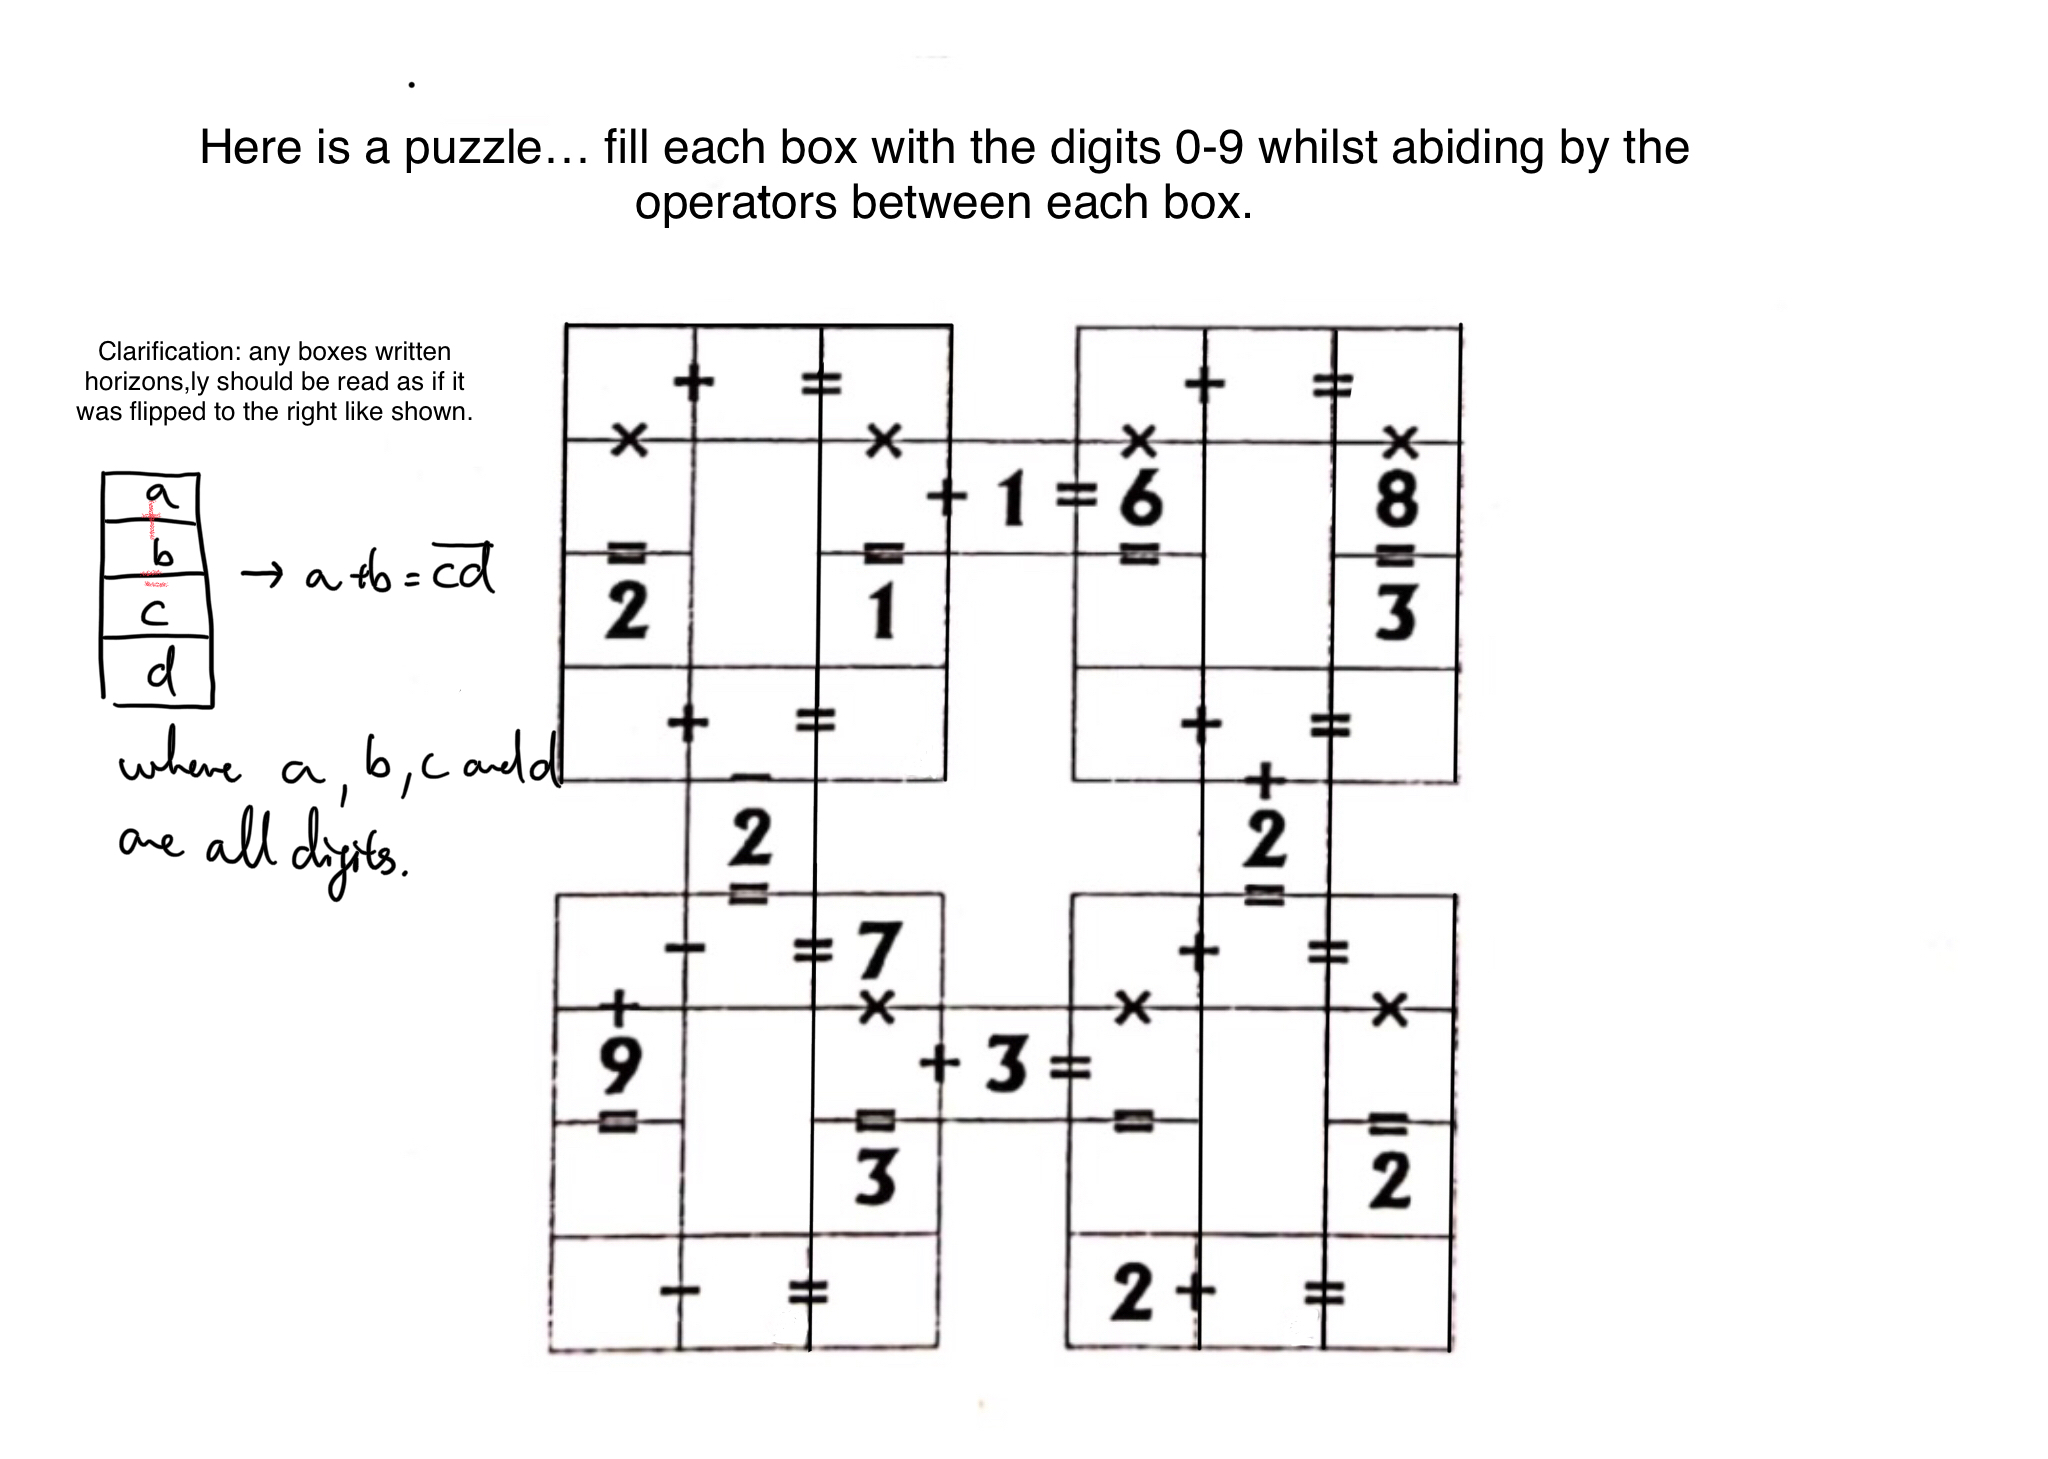 Here is a puzzle… fill each box with the digits 0-9 whilst abiding by the
operators between each box.
Clarification: any boxes written
horizons,ly should be read as if it
was flipped to the right like shown.
a
b
c
d
→ a+b = c̅d̅
where a, b, c and d
are all digits.
+ = + =
× × × ×
+ 1 = 6 8
= = = =
2 1 3
+ = + =
− +
2 2
= =
− = 7 + =
+ × × ×
9 + 3 =
= = = =
3 2
− = 2 + =